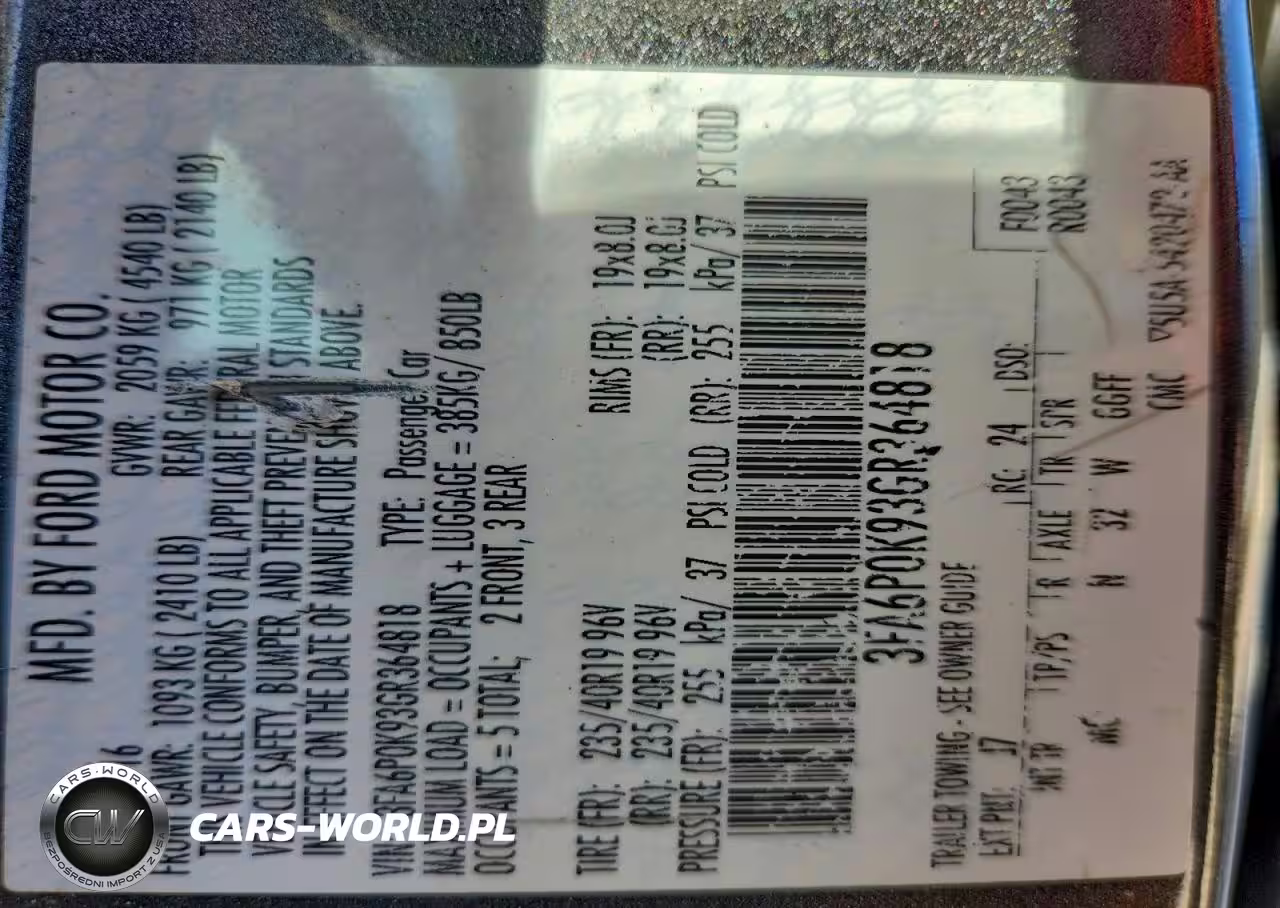 MFD. BY FORD MOTOR CO.
GVWR: 2059 KG ( 4540 LB)
FRONT GAWR: 1093 KG ( 2410 LB) REAR GAWR: 971 KG ( 2140 LB)
THIS VEHICLE CONFORMS TO ALL APPLICABLE FEDERAL MOTOR
VEHICLE SAFETY, BUMPER, AND THEFT PREVENTION STANDARDS
IN EFFECT ON THE DATE OF MANUFACTURE SHOWN ABOVE.
VIN: 3FA6P0K93GR364818 TYPE: Passenger Car
MAXIMUM LOAD = OCCUPANTS + LUGGAGE = 385KG/ 850LB
OCCUPANTS = 5 TOTAL; 2 FRONT, 3 REAR
TIRE (FR): 235/40R19 96V RIMS (FR): 19x8.0J
(RR): 235/40R19 96V (RR): 19x8.0J
PRESSURE (FR): 255 kPa/ 37 PSI COLD (RR): 255 kPa/ 37 PSI COLD
3FA6P0K93GR364818
TRAILER TOWING - SEE OWNER GUIDE
F0043
R0043
EXT PNT: J7 RC: 24 DSO:
INT TR TP/PS R AXLE TR SPR
N 32 W GGFF
CMC
CARS-WORLD
CW
BEZPOŚREDNI IMPORT Z USA
CARS-WORLD.PL